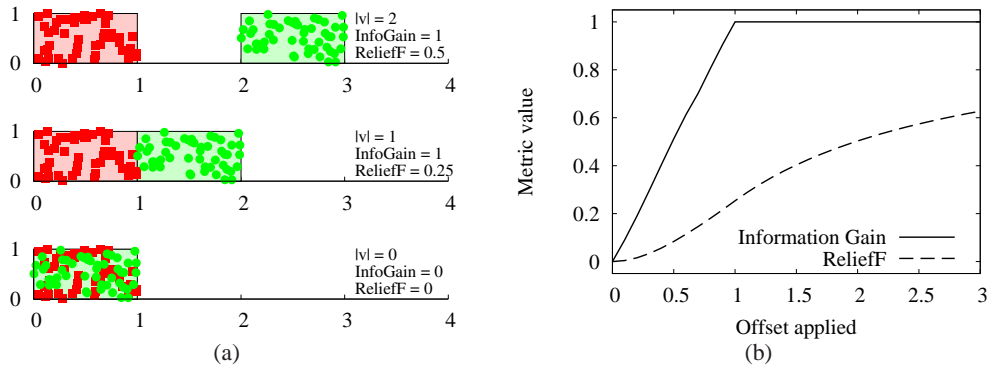 1
0
0 1 2 3 4
|v| = 2
InfoGain = 1
ReliefF = 0.5
1
0
0 1 2 3 4
|v| = 1
InfoGain = 1
ReliefF = 0.25
1
0
0 1 2 3 4
|v| = 0
InfoGain = 0
ReliefF = 0
(a)
Metric value
1
0.8
0.6
0.4
0.2
0
Information Gain
ReliefF
0 0.5 1 1.5 2 2.5 3
Offset applied
(b)